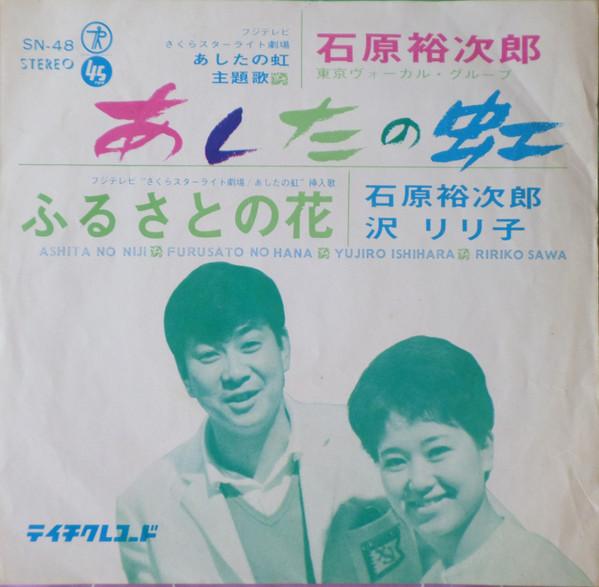 SN-48
STEREO
45
フジテレビ
さくらスターライト劇場
あしたの虹
主題歌
石原裕次郎
東京ヴォーカル・グループ
あしたの虹
フジテレビ“さくらスターライト劇場/あしたの虹”挿入歌
ふるさとの花
石原裕次郎
沢 リリ子
ASHITA NO NIJI FURUSATO NO HANA YUJIRO ISHIHARA RIRIKO SAWA
テイチクレコード